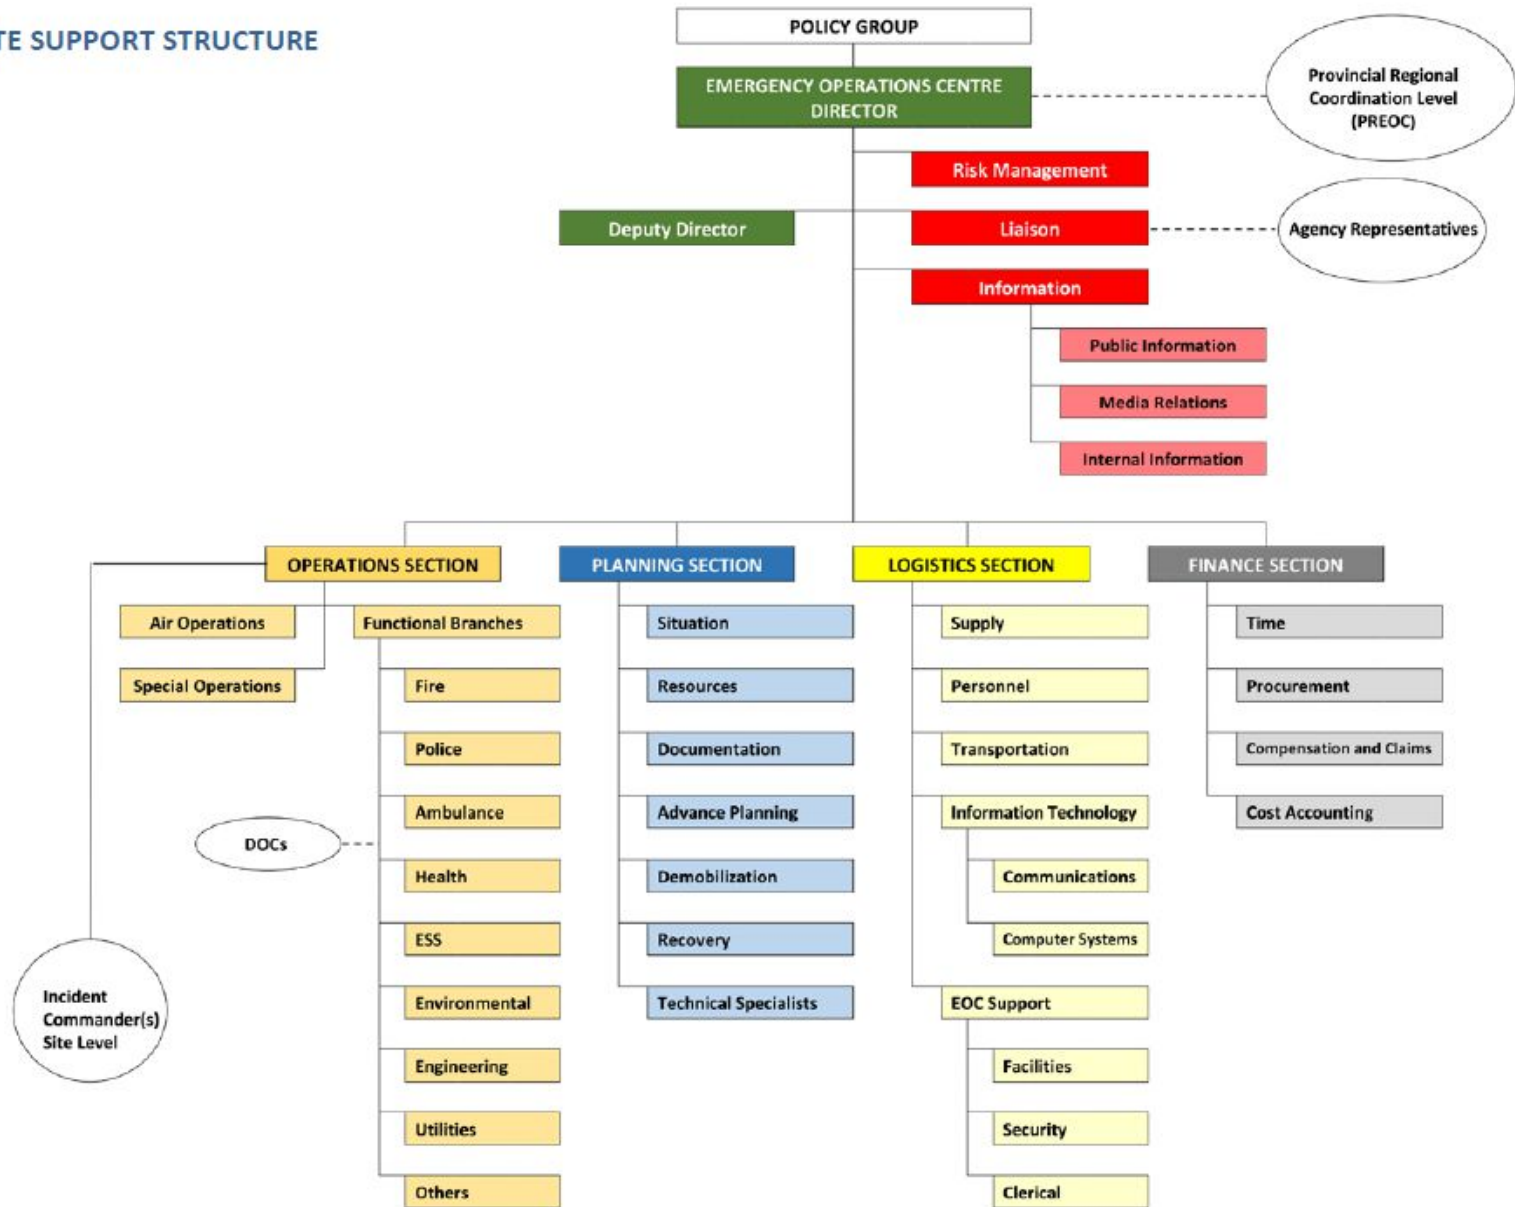 TE SUPPORT STRUCTURE
POLICY GROUP
EMERGENCY OPERATIONS CENTRE
DIRECTOR
Provincial Regional
Coordination Level
(PREOC)
Risk Management
Deputy Director
Liaison
Agency Representatives
Information
Public Information
Media Relations
Internal Information
OPERATIONS SECTION
PLANNING SECTION
LOGISTICS SECTION
FINANCE SECTION
Air Operations
Functional Branches
Situation
Supply
Time
Special Operations
Fire
Resources
Personnel
Procurement
Police
Documentation
Transportation
Compensation and Claims
Ambulance
Advance Planning
Information Technology
Cost Accounting
DOCs
Health
Demobilization
Communications
ESS
Recovery
Computer Systems
Incident
Commander(s)
Site Level
Environmental
Technical Specialists
EOC Support
Engineering
Facilities
Utilities
Security
Others
Clerical